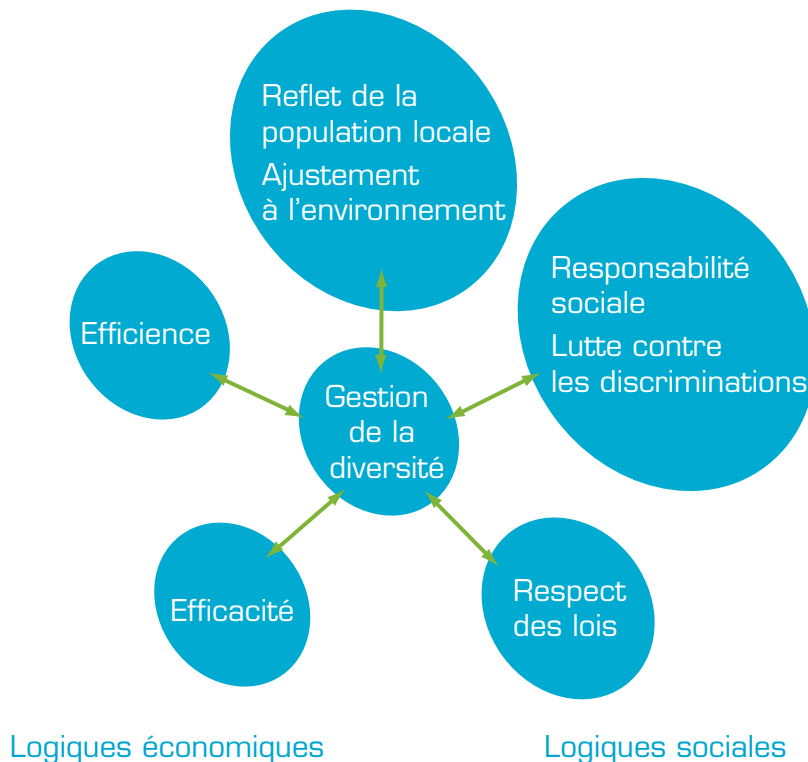 Reflet de la
population locale
Ajustement
à l'environnement
Responsabilité
sociale
Lutte contre
les discriminations
Efficience
Gestion
de la
diversité
Efficacité
Respect
des lois
Logiques économiques
Logiques sociales